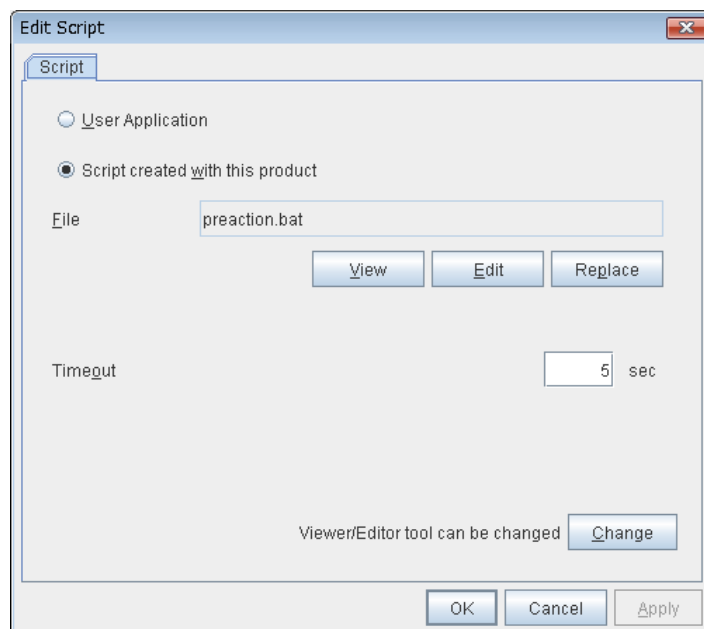 Edit Script
Script
User Application
Script created with this product
File preaction.bat
View Edit Replace
Timeout 5 sec
Viewer/Editor tool can be changed Change
OK Cancel Apply